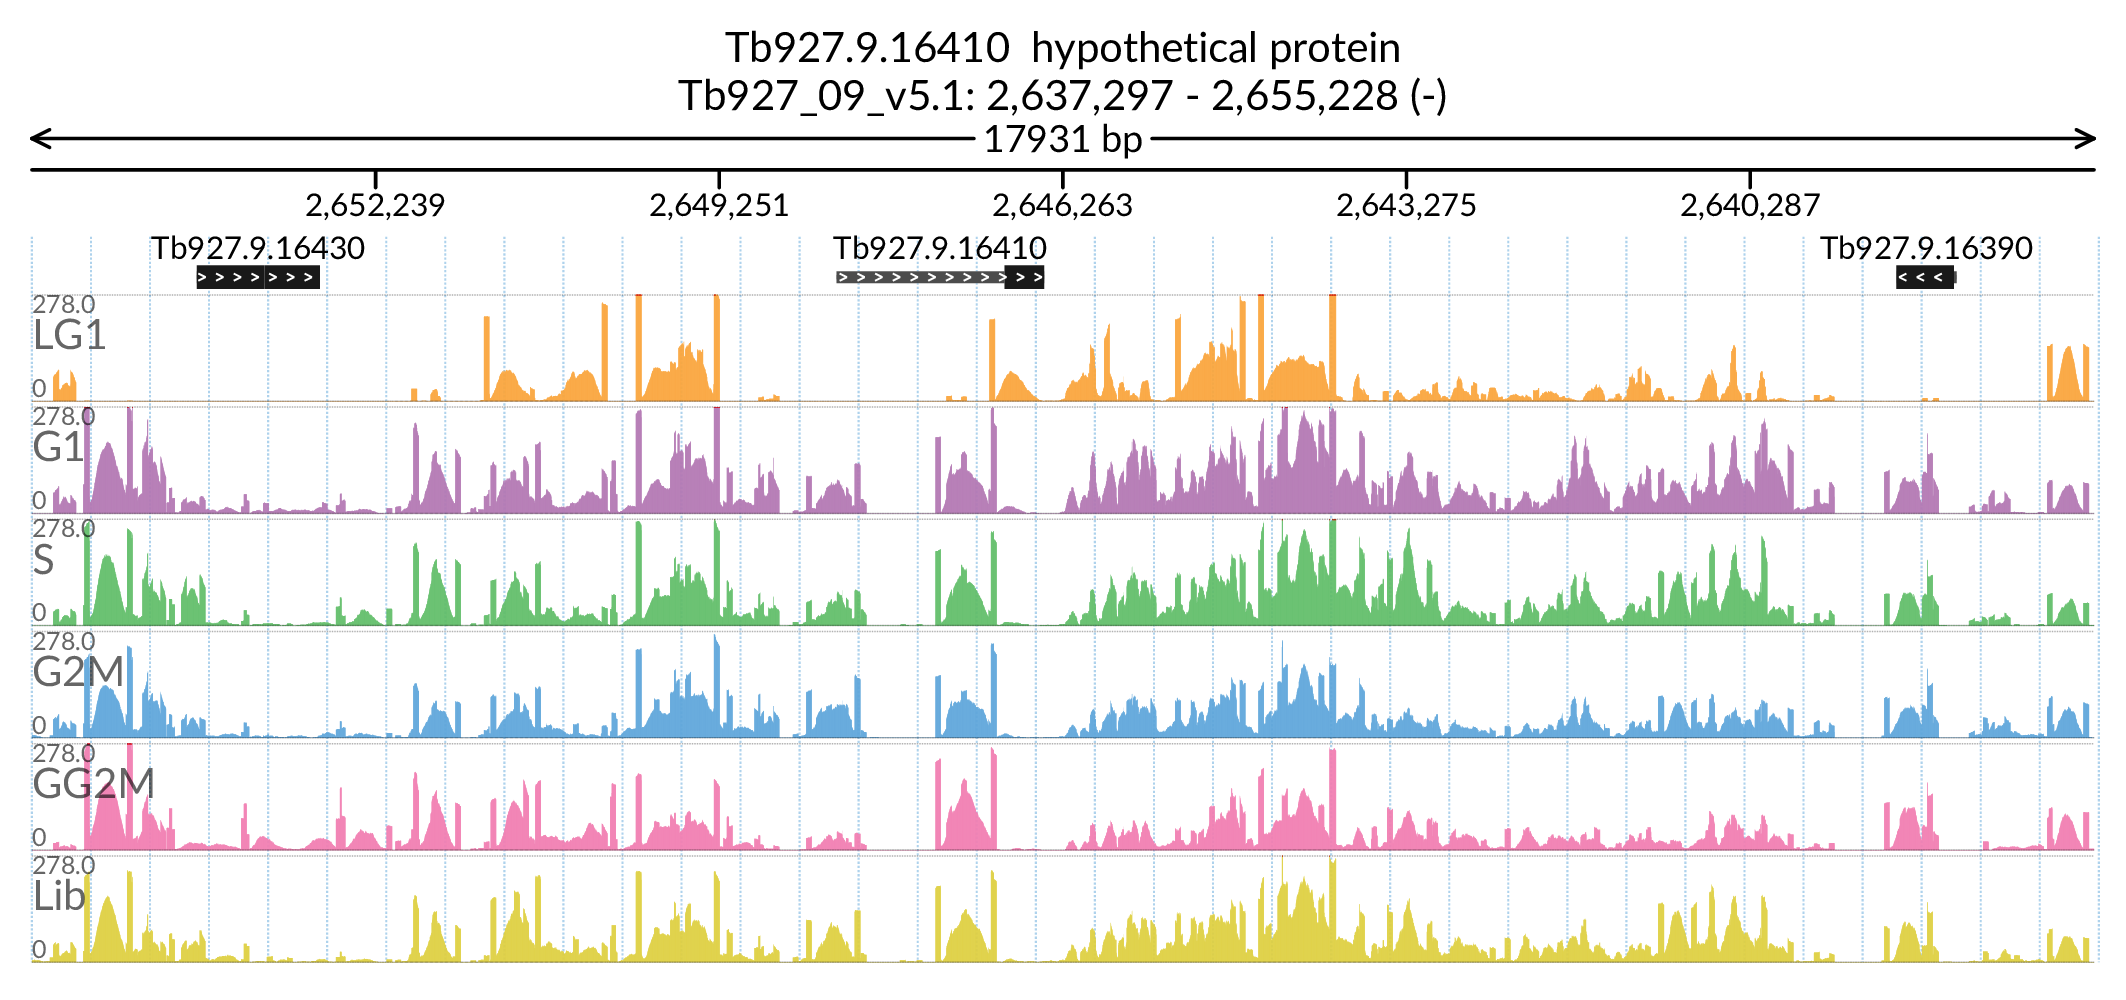 Tb927.9.16410 hypothetical protein
Tb927_09_v5.1: 2,637,297 - 2,655,228 (-)
17931 bp
2,652,239 2,649,251 2,646,263 2,643,275 2,640,287
Tb927.9.16430 Tb927.9.16410 Tb927.9.16390
278.0
LG1
0
278.0
G1
0
278.0
S
0
278.0
G2M
0
278.0
GG2M
0
278.0
Lib
0